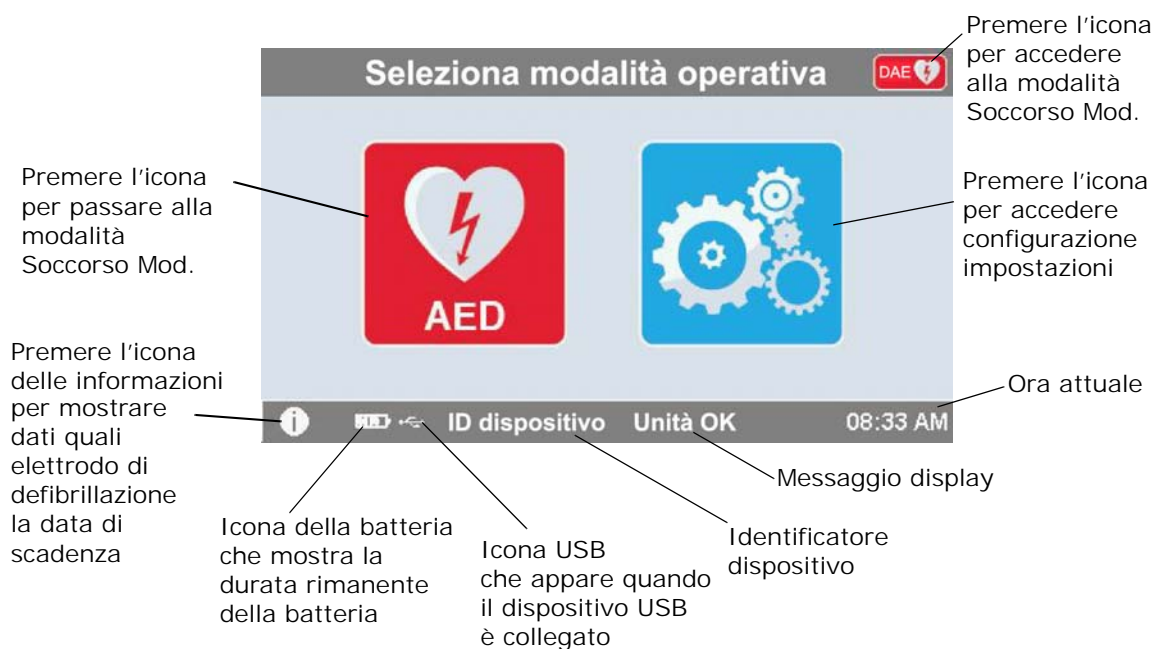 Premere l'icona
per accedere
alla modalità
Soccorso Mod.
Seleziona modalità operativa
DAE
Premere l'icona
per passare alla
modalità
Soccorso Mod.
AED
Premere l'icona
per accedere
configurazione
impostazioni
Premere l'icona
delle informazioni
per mostrare
dati quali
elettrodo di
defibrillazione
la data di
scadenza
Ora attuale
i
ID dispositivo
Unità OK
08:33 AM
Messaggio display
Icona della batteria
che mostra la
durata rimanente
della batteria
Icona USB
che appare quando
il dispositivo USB
è collegato
Identificatore
dispositivo